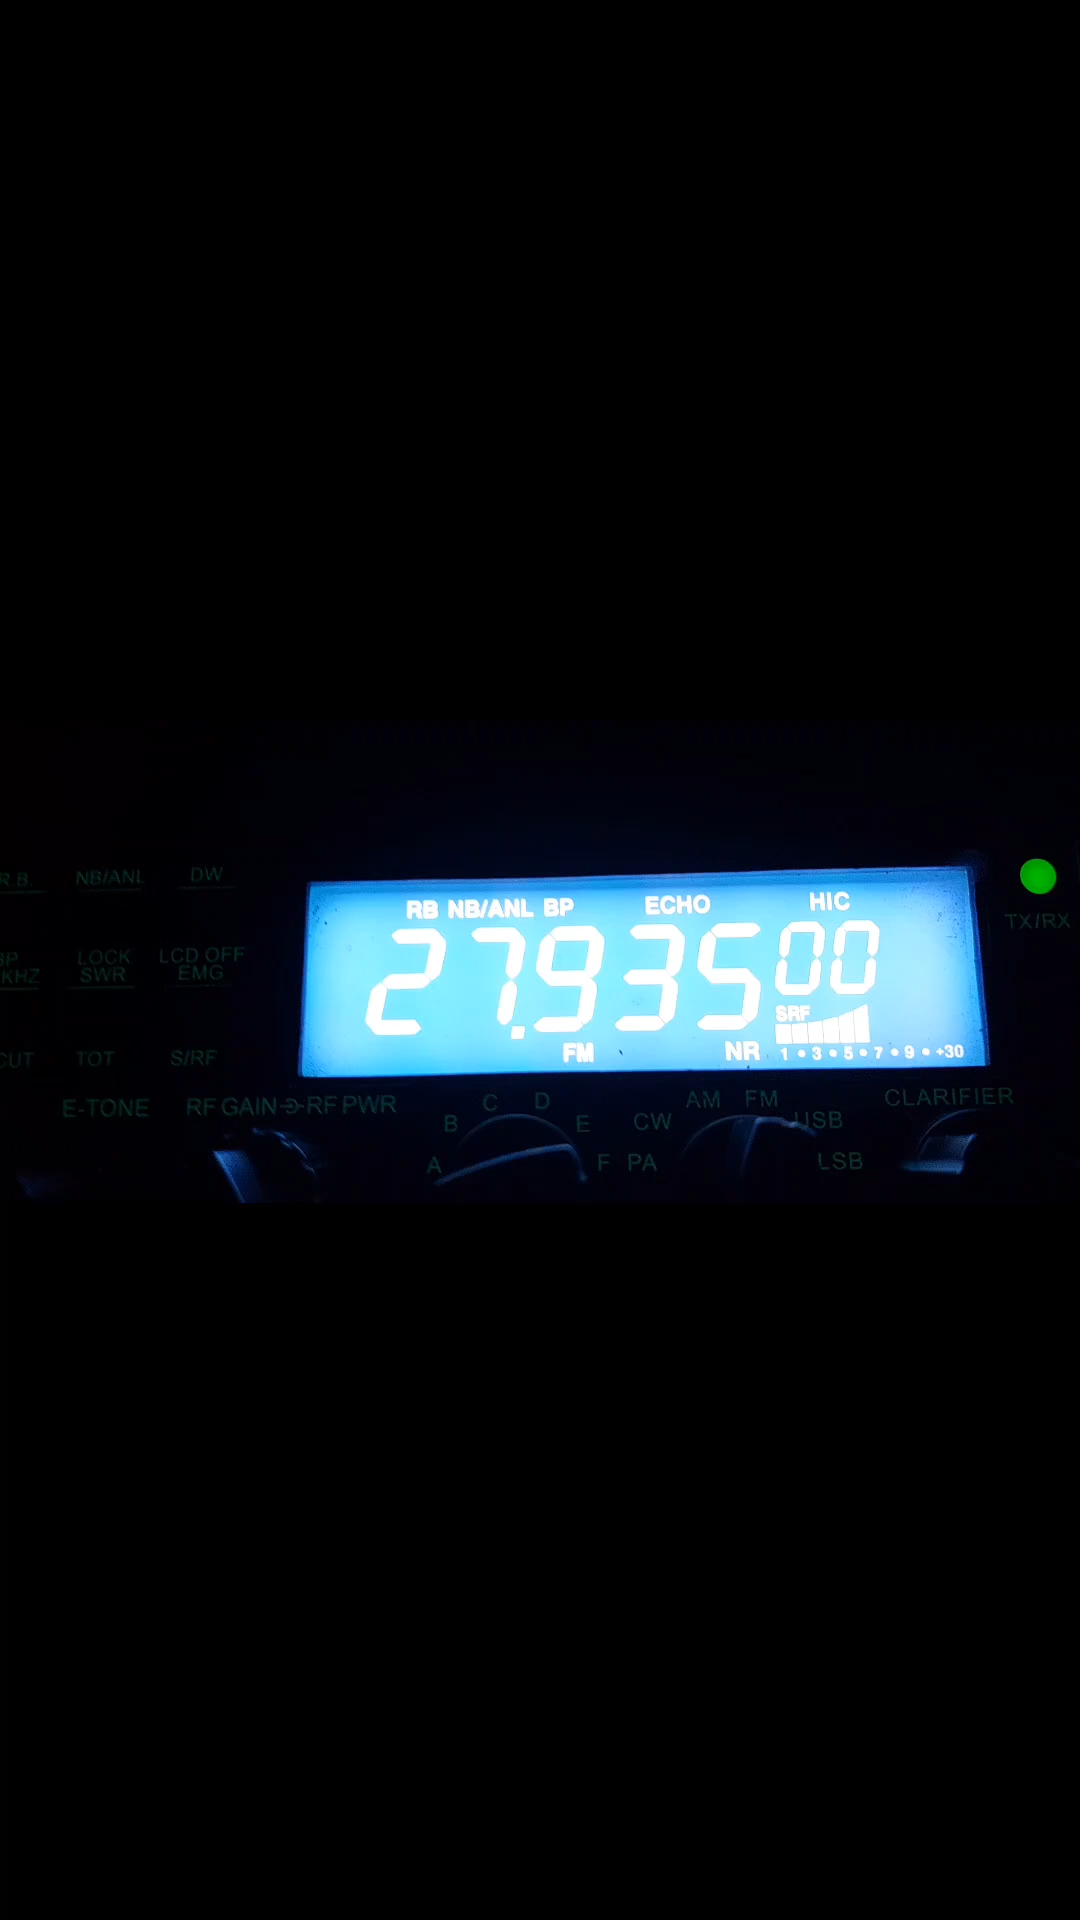 R.B. NB/ANL DW
RB NB/ANL BP ECHO HIC
TX/RX
27.93500
BP LOCK LCD OFF
KHZ SWR EMG
SRF
FM NR 1 • 3 • 5 • 7 • 9 • +30
CUT TOT S/RF
E-TONE RF GAIN RF PWR
A B C D E F
PA CW AM FM USB LSB
CLARIFIER